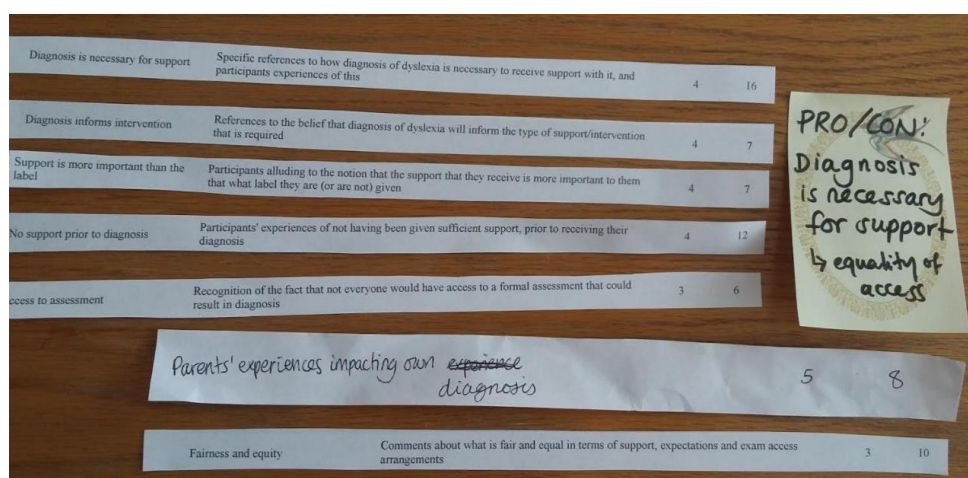 Diagnosis is necessary for support
Specific references to how diagnosis of dyslexia is necessary to receive support with it, and
participants experiences of this
4 16
Diagnosis informs intervention
References to the belief that diagnosis of dyslexia will inform the type of support/intervention
that is required
4 7
Support is more important than the
label
Participants alluding to the notion that the support that they receive is more important to them
that what label they are (or are not) given
4 7
No support prior to diagnosis
Participants' experiences of not having been given sufficient support, prior to receiving their
diagnosis
4 12
ccess to assessment
Recognition of the fact that not everyone would have access to a formal assessment that could
result in diagnosis
3 6
Parents' experiences impacting own experience
diagnosis
5 8
Fairness and equity
Comments about what is fair and equal in terms of support, expectations and exam access
arrangements
3 10
PRO/CON:
Diagnosis
is necessary
for support
↳ equality of
access